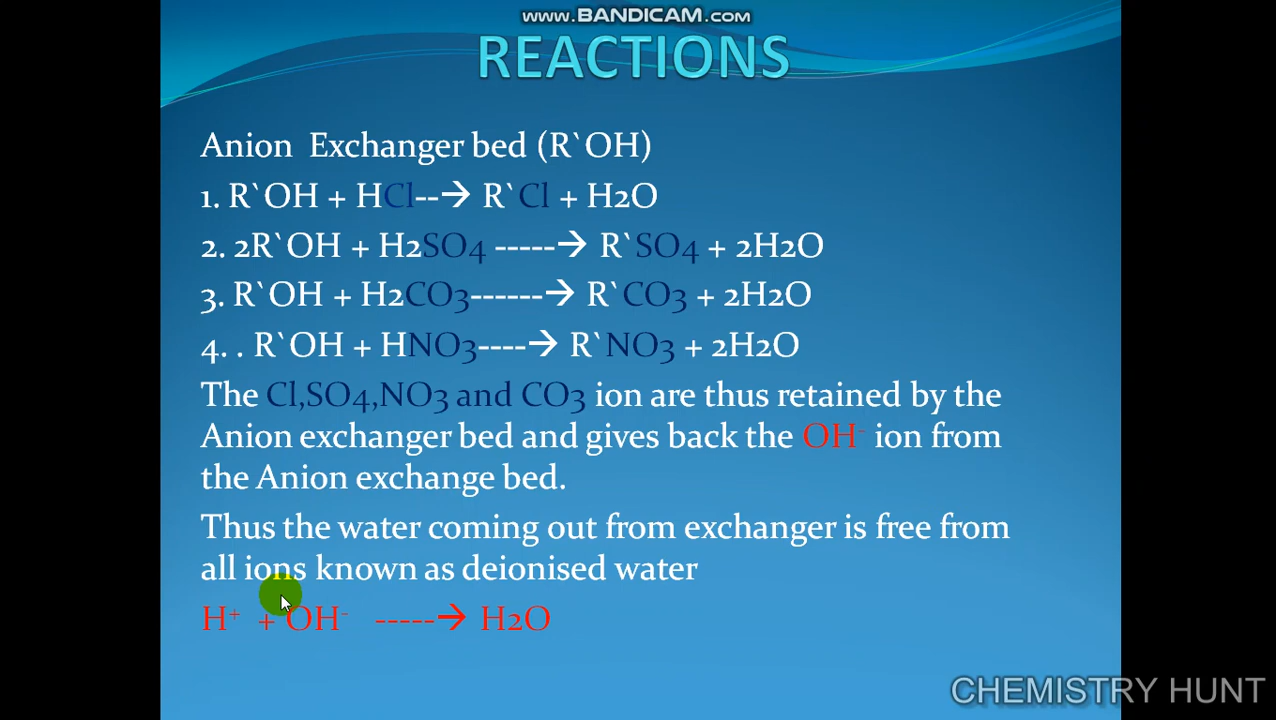 www.BANDICAM.com
REACTIONS
Anion Exchanger bed (R`OH)
1. R`OH + HCl--→ R`Cl + H2O
2. 2R`OH + H2SO4 -----→ R`SO4 + 2H2O
3. R`OH + H2CO3------→ R`CO3 + 2H2O
4. . R`OH + HNO3----→ R`NO3 + 2H2O
The Cl,SO4,NO3 and CO3 ion are thus retained by the
Anion exchanger bed and gives back the OH⁻ ion from
the Anion exchange bed.
Thus the water coming out from exchanger is free from
all ions known as deionised water
H⁺ + OH⁻ -----→ H2O
CHEMISTRY HUNT